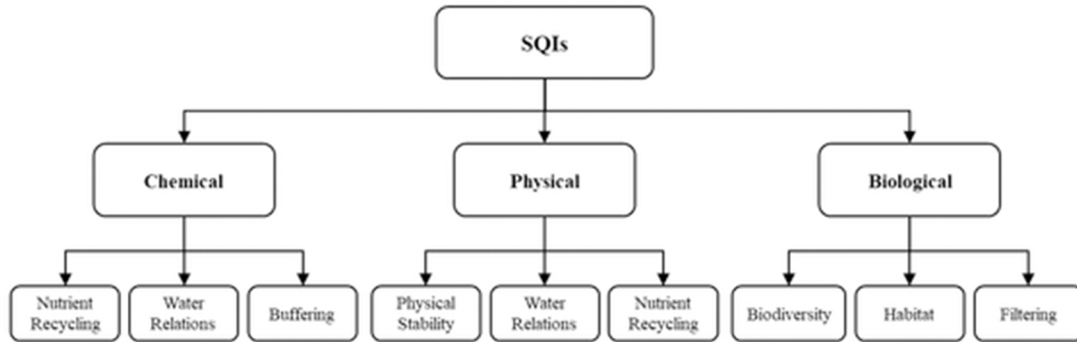 SQIs
Chemical
Physical
Biological
Nutrient
Recycling
Water
Relations
Buffering
Physical
Stability
Water
Relations
Nutrient
Recycling
Biodiversity
Habitat
Filtering